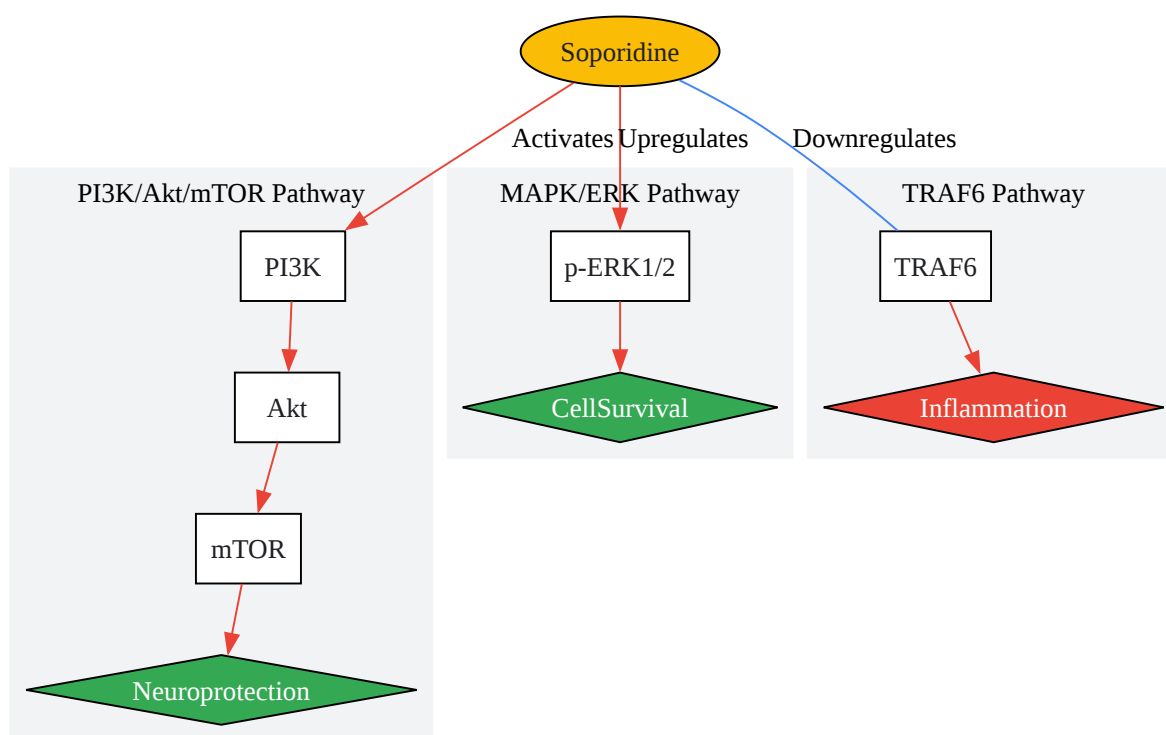 Soporidine
Activates
Upregulates
Downregulates
PI3K/Akt/mTOR Pathway
MAPK/ERK Pathway
TRAF6 Pathway
PI3K
p-ERK1/2
TRAF6
Akt
CellSurvival
Inflammation
mTOR
Neuroprotection